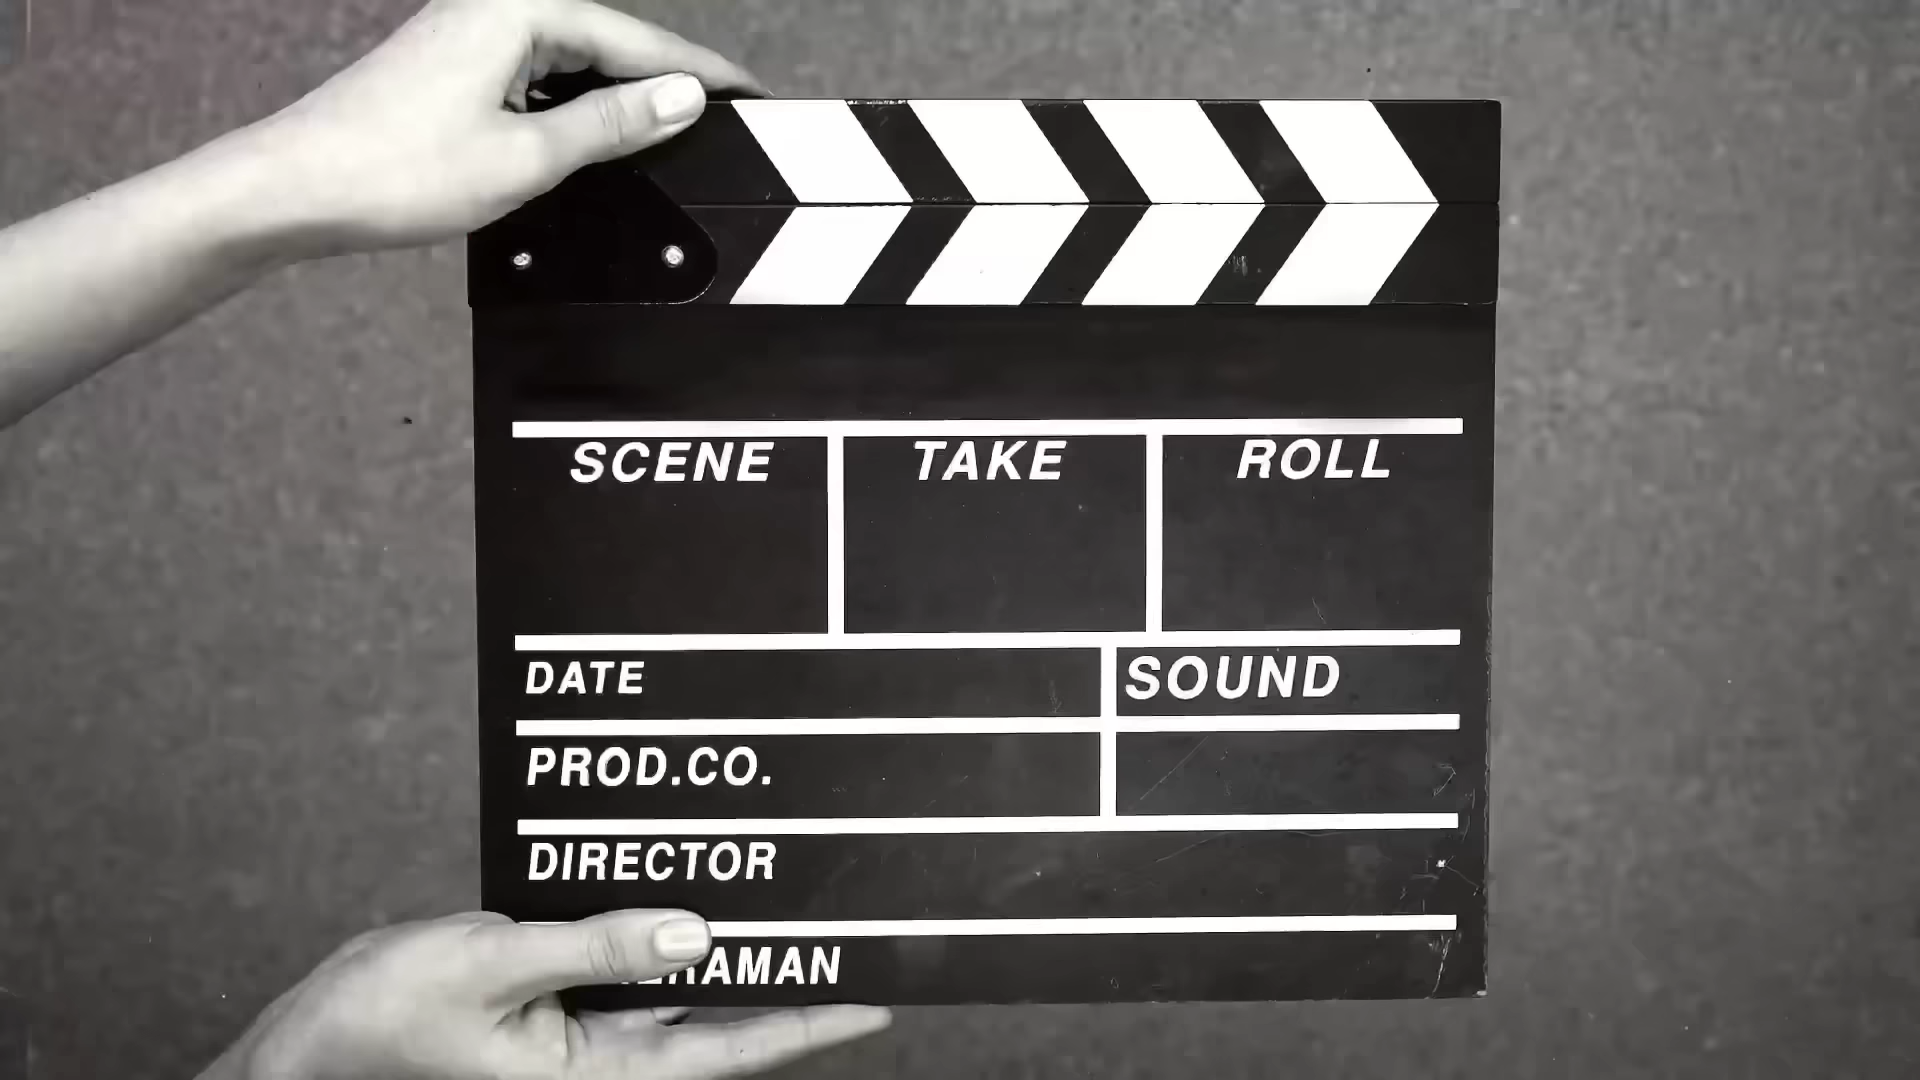 SCENE TAKE ROLL
DATE SOUND
PROD.CO.
DIRECTOR